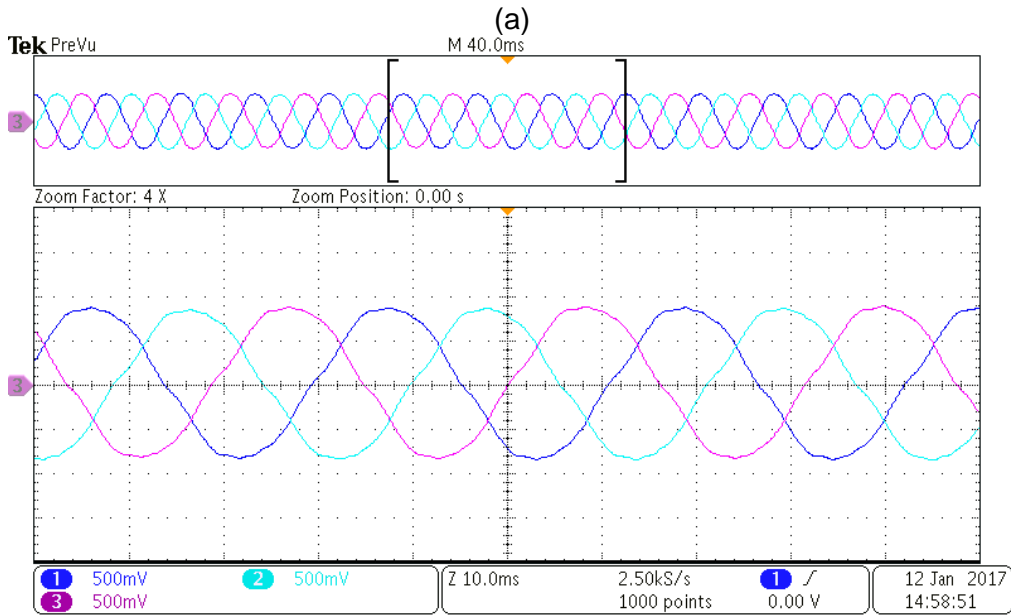 (a)
Tek PreVu M 40.0ms
3
Zoom Factor: 4 X Zoom Position: 0.00 s
3
1 500mV 2 500mV Z 10.0ms 2.50kS/s 1 12 Jan 2017
3 500mV 1000 points 0.00 V 14:58:51